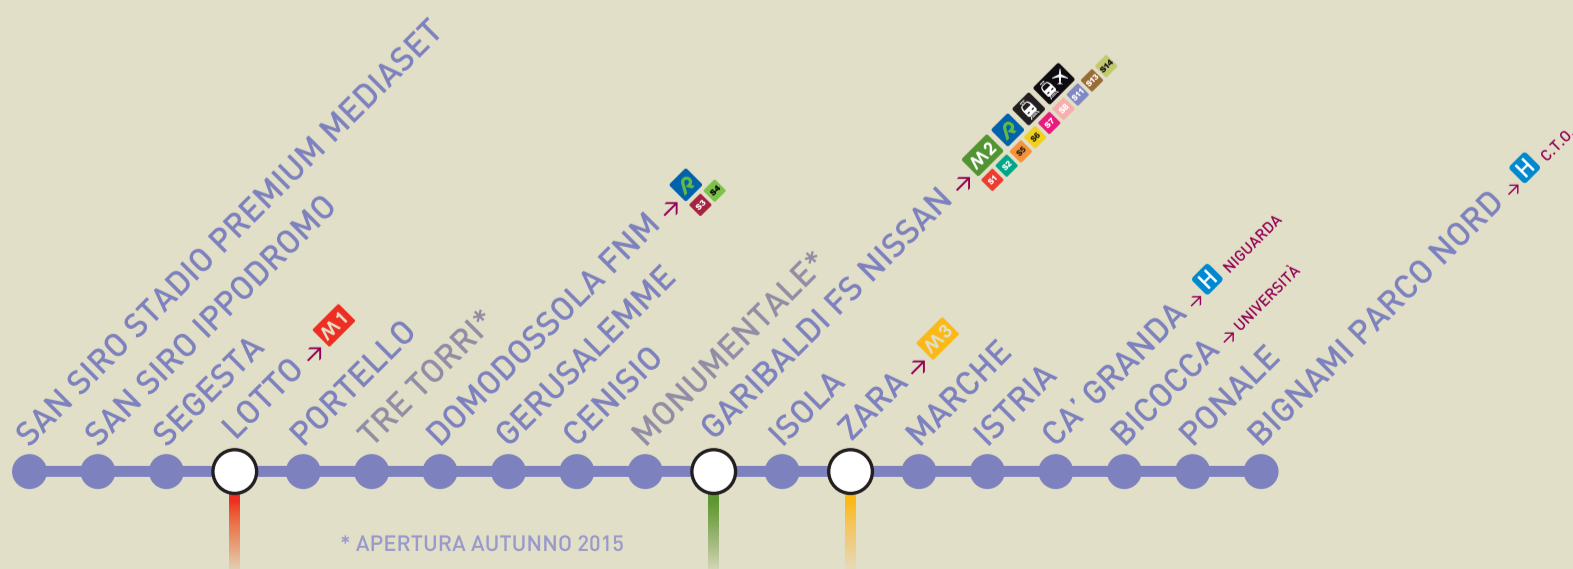 SAN SIRO STADIO PREMIUM MEDIASET
SAN SIRO IPPODROMO
SEGESTA
LOTTO → M1
PORTELLO
TRE TORRI*
DOMODOSSOLA FNM → R
S3 S4
GERUSALEMME
CENISIO
MONUMENTALE*
GARIBALDI FS NISSAN → M2 R
S1 S2 S5 S6 S7 S8 S11 S13 S14
ISOLA
ZARA → M3
MARCHE
ISTRIA
CA' GRANDA → H NIGUARDA
BICOCCA → UNIVERSITÀ
PONALE
BIGNAMI PARCO NORD → H C.T.O.
* APERTURA AUTUNNO 2015